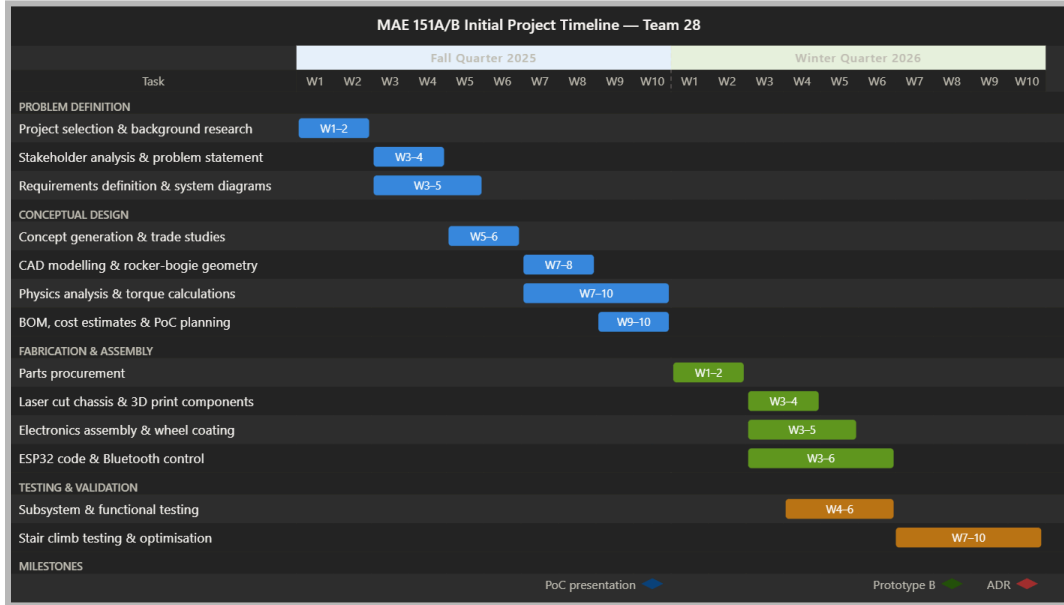 MAE 151A/B Initial Project Timeline — Team 28
Fall Quarter 2025 Winter Quarter 2026
Task W1 W2 W3 W4 W5 W6 W7 W8 W9 W10 W1 W2 W3 W4 W5 W6 W7 W8 W9 W10
PROBLEM DEFINITION
Project selection & background research W1–2
Stakeholder analysis & problem statement W3–4
Requirements definition & system diagrams W3–5
CONCEPTUAL DESIGN
Concept generation & trade studies W5–6
CAD modelling & rocker-bogie geometry W7–8
Physics analysis & torque calculations W7–10
BOM, cost estimates & PoC planning W9–10
FABRICATION & ASSEMBLY
Parts procurement W1–2
Laser cut chassis & 3D print components W3–4
Electronics assembly & wheel coating W3–5
ESP32 code & Bluetooth control W3–6
TESTING & VALIDATION
Subsystem & functional testing W4–6
Stair climb testing & optimisation W7–10
MILESTONES
PoC presentation Prototype B ADR